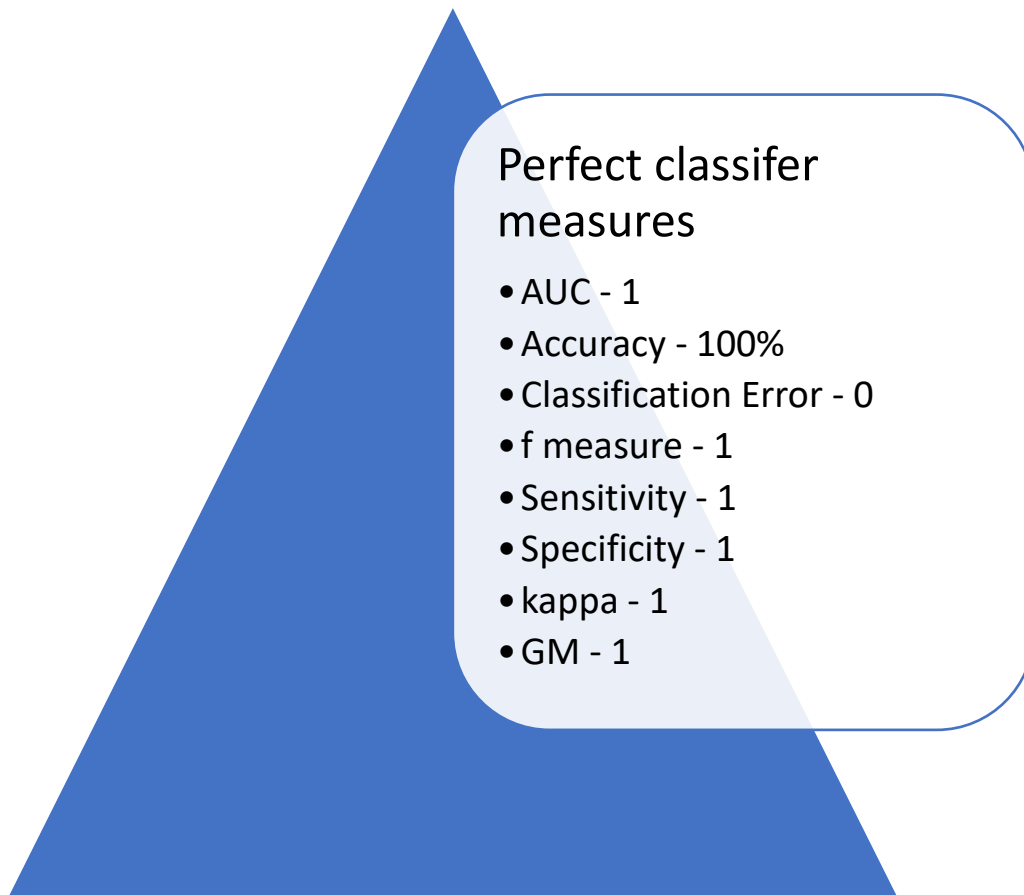 Perfect classifer
measures
•AUC - 1
•Accuracy - 100%
•Classification Error - 0
•f measure - 1
•Sensitivity - 1
•Specificity - 1
•kappa - 1
•GM - 1